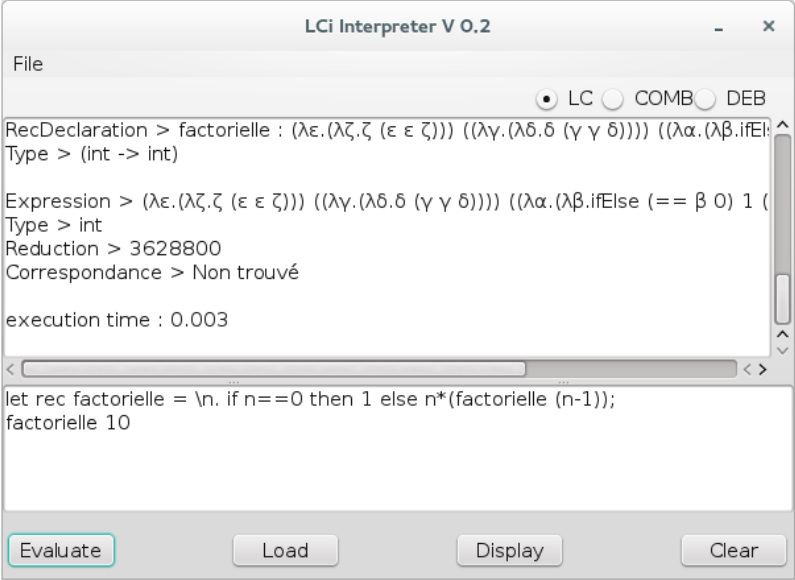 LCi Interpreter V 0.2
File
LC COMB DEB
RecDeclaration > factorielle : (λε.(λζ.ζ (ε ε ζ))) ((λγ.(λδ.δ (γ γ δ)))) ((λα.(λβ.ifEl
Type > (int -> int)
Expression > (λε.(λζ.ζ (ε ε ζ))) ((λγ.(λδ.δ (γ γ δ)))) ((λα.(λβ.ifElse (== β 0) 1 (
Type > int
Reduction > 3628800
Correspondance > Non trouvé
execution time : 0.003
let rec factorielle = \n. if n==0 then 1 else n*(factorielle (n-1));
factorielle 10
Evaluate Load Display Clear